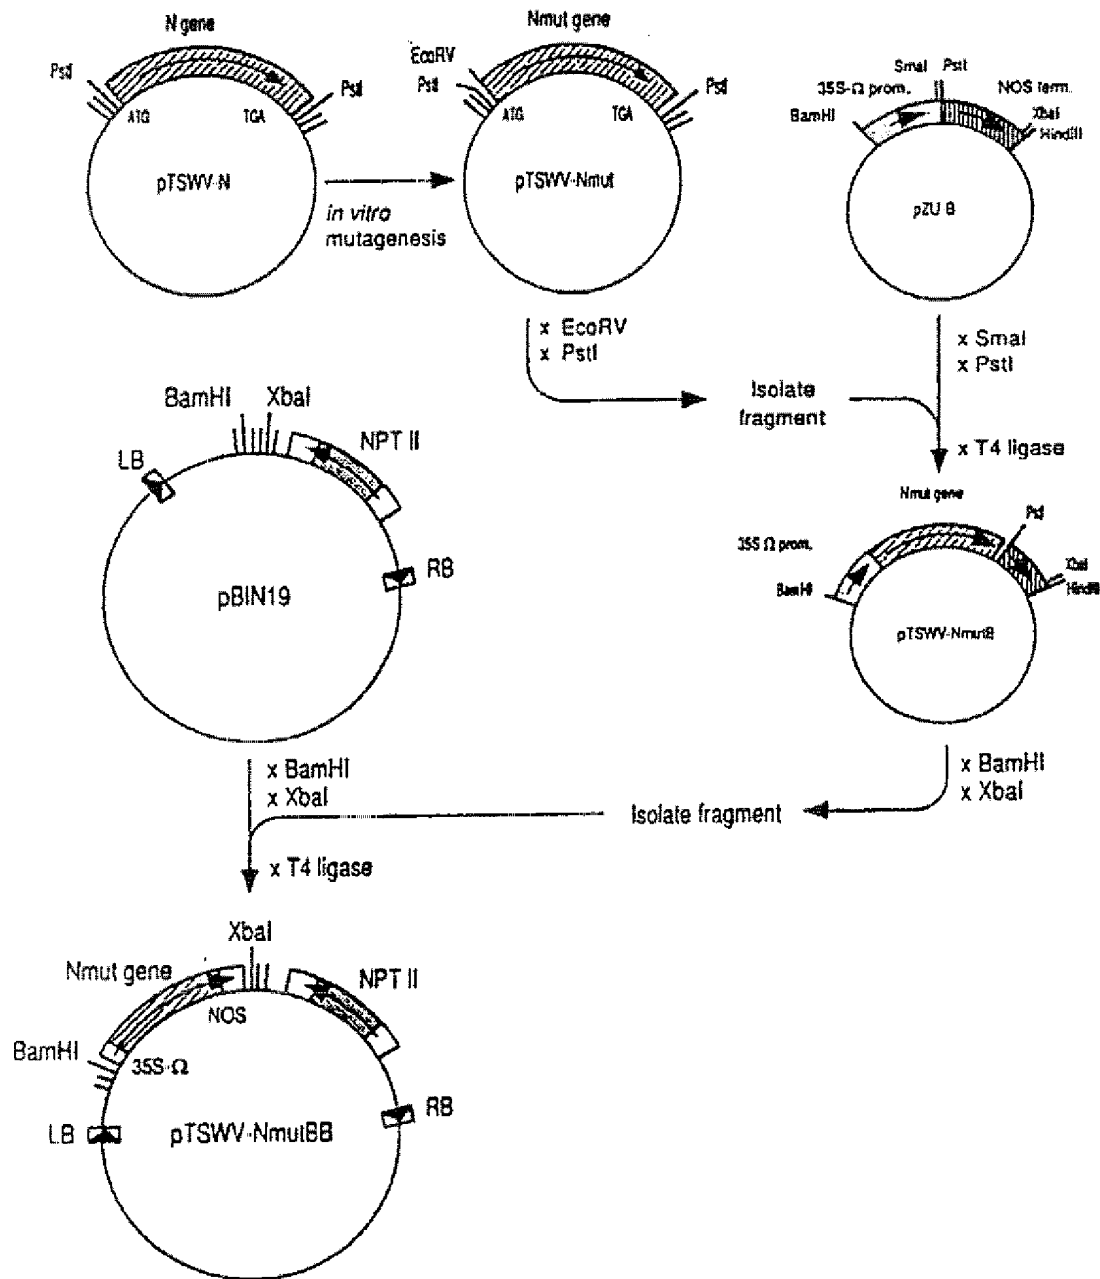 N gene
PstI
PstI
ATG
TGA
pTSWV-N
in vitro
mutagenesis
Nmut gene
EcoRV
PstI
PstI
ATG
TGA
pTSWV-Nmut
SmaI PstI
35S-Ω prom.
NOS term.
BamHI
XbaI
HindIII
pZU B
x EcoRV
x PstI
x SmaI
x PstI
Isolate
fragment
x T4 ligase
BamHI XbaI
NPT II
LB
RB
pBIN19
Nmut gene
PstI
35S Ω prom.
BamHI
XbaI
HindIII
pTSWV-NmutB
x BamHI
x XbaI
x BamHI
x XbaI
Isolate fragment
x T4 ligase
XbaI
Nmut gene
NPT II
NOS
BamHI
35S-Ω
LB
RB
pTSWV-NmutBB